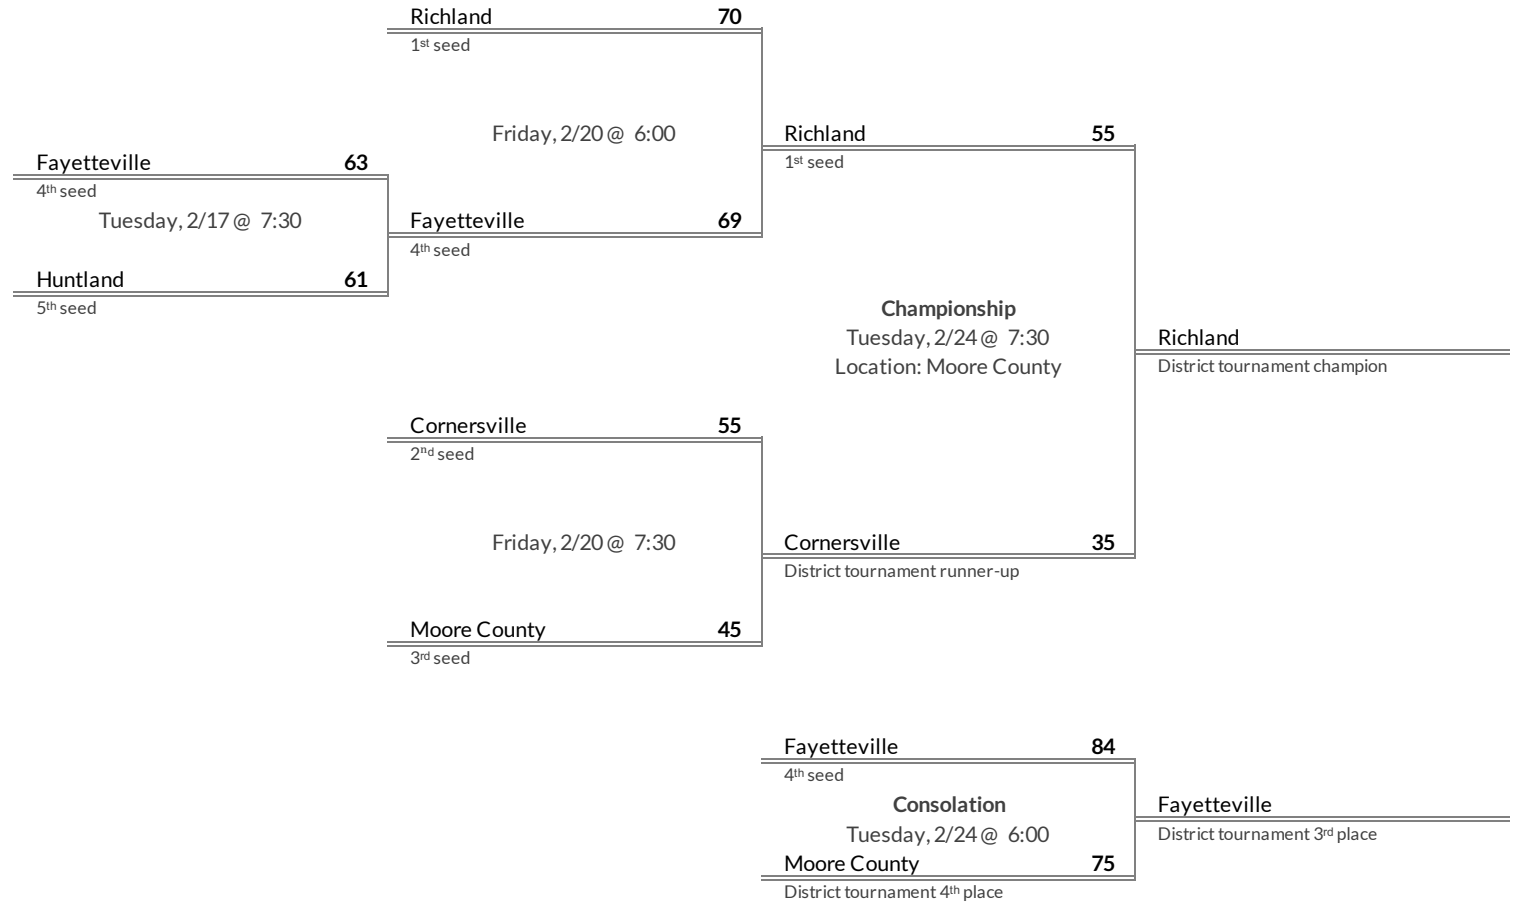 Richland 70
1st seed
Friday, 2/20 @ 6:00
Richland 55
1st seed
Fayetteville 63
4th seed
Tuesday, 2/17 @ 7:30
Fayetteville 69
4th seed
Huntland 61
5th seed
Championship
Tuesday, 2/24 @ 7:30
Location: Moore County
Richland
District tournament champion
Cornersville 55
2nd seed
Friday, 2/20 @ 7:30
Cornersville 35
District tournament runner-up
Moore County 45
3rd seed
Fayetteville 84
4th seed
Consolation
Tuesday, 2/24 @ 6:00
Fayetteville
District tournament 3rd place
Moore County 75
District tournament 4th place